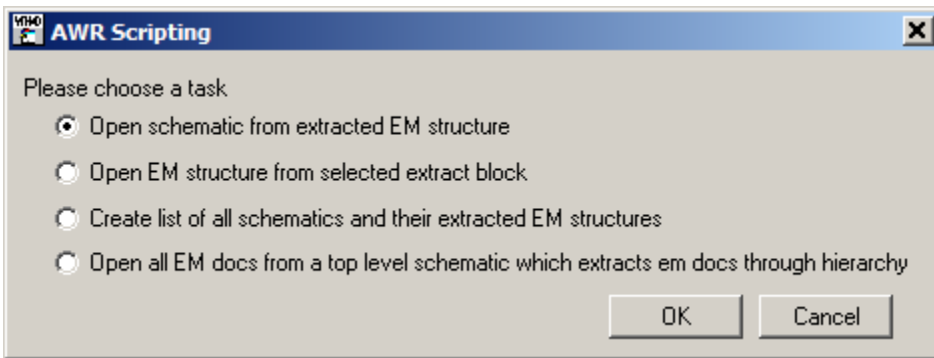 AWR Scripting
Please choose a task
Open schematic from extracted EM structure
Open EM structure from selected extract block
Create list of all schematics and their extracted EM structures
Open all EM docs from a top level schematic which extracts em docs through hierarchy
OK Cancel